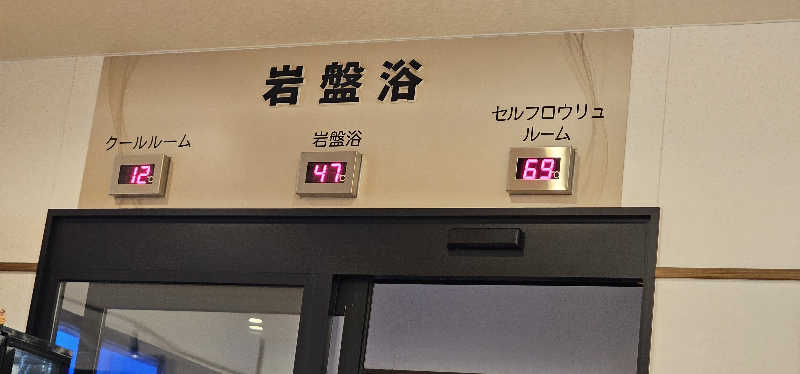 岩盤浴
クールルーム
12℃
岩盤浴
47℃
セルフロウリュ
ルーム
69℃